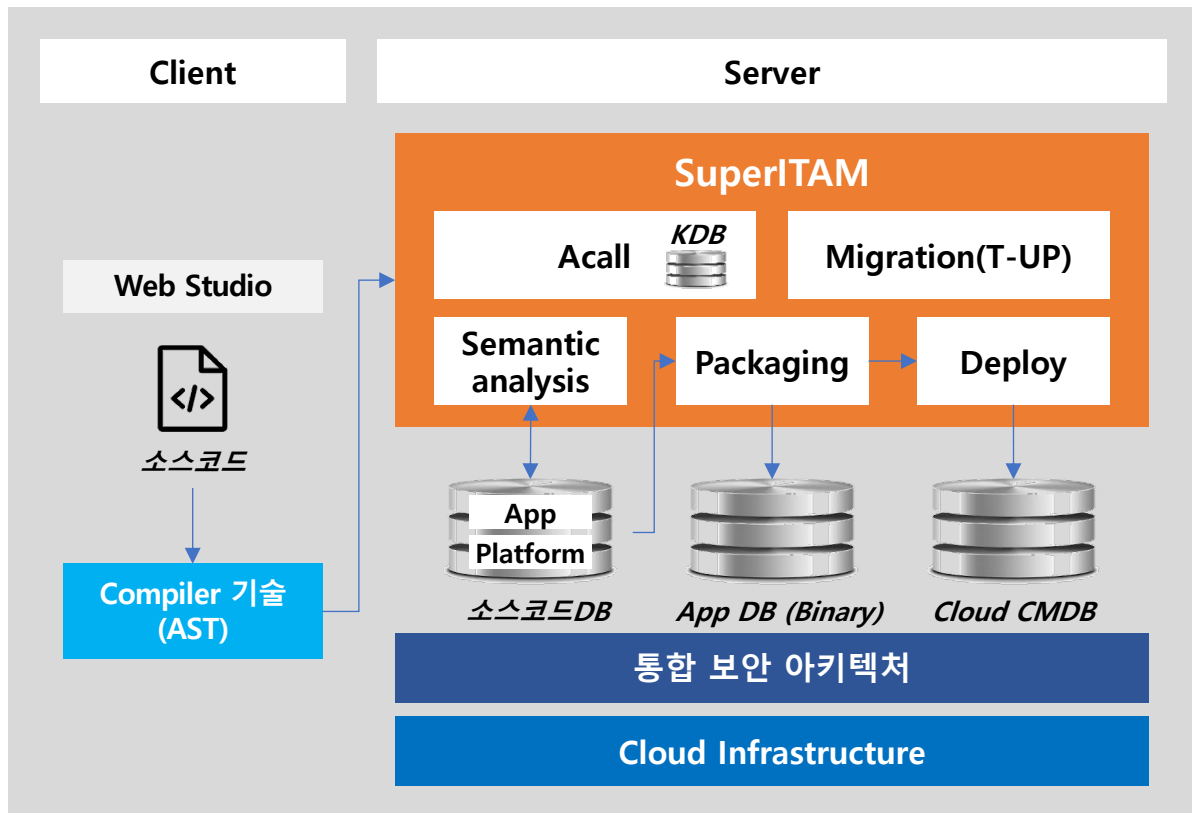 Client
Server
SuperITAM
Acall
KDB
Migration(T-UP)
Web Studio
</>
소스코드
Compiler 기술
(AST)
Semantic
analysis
Packaging
Deploy
App
Platform
소스코드DB
App DB (Binary)
Cloud CMDB
통합 보안 아키텍처
Cloud Infrastructure